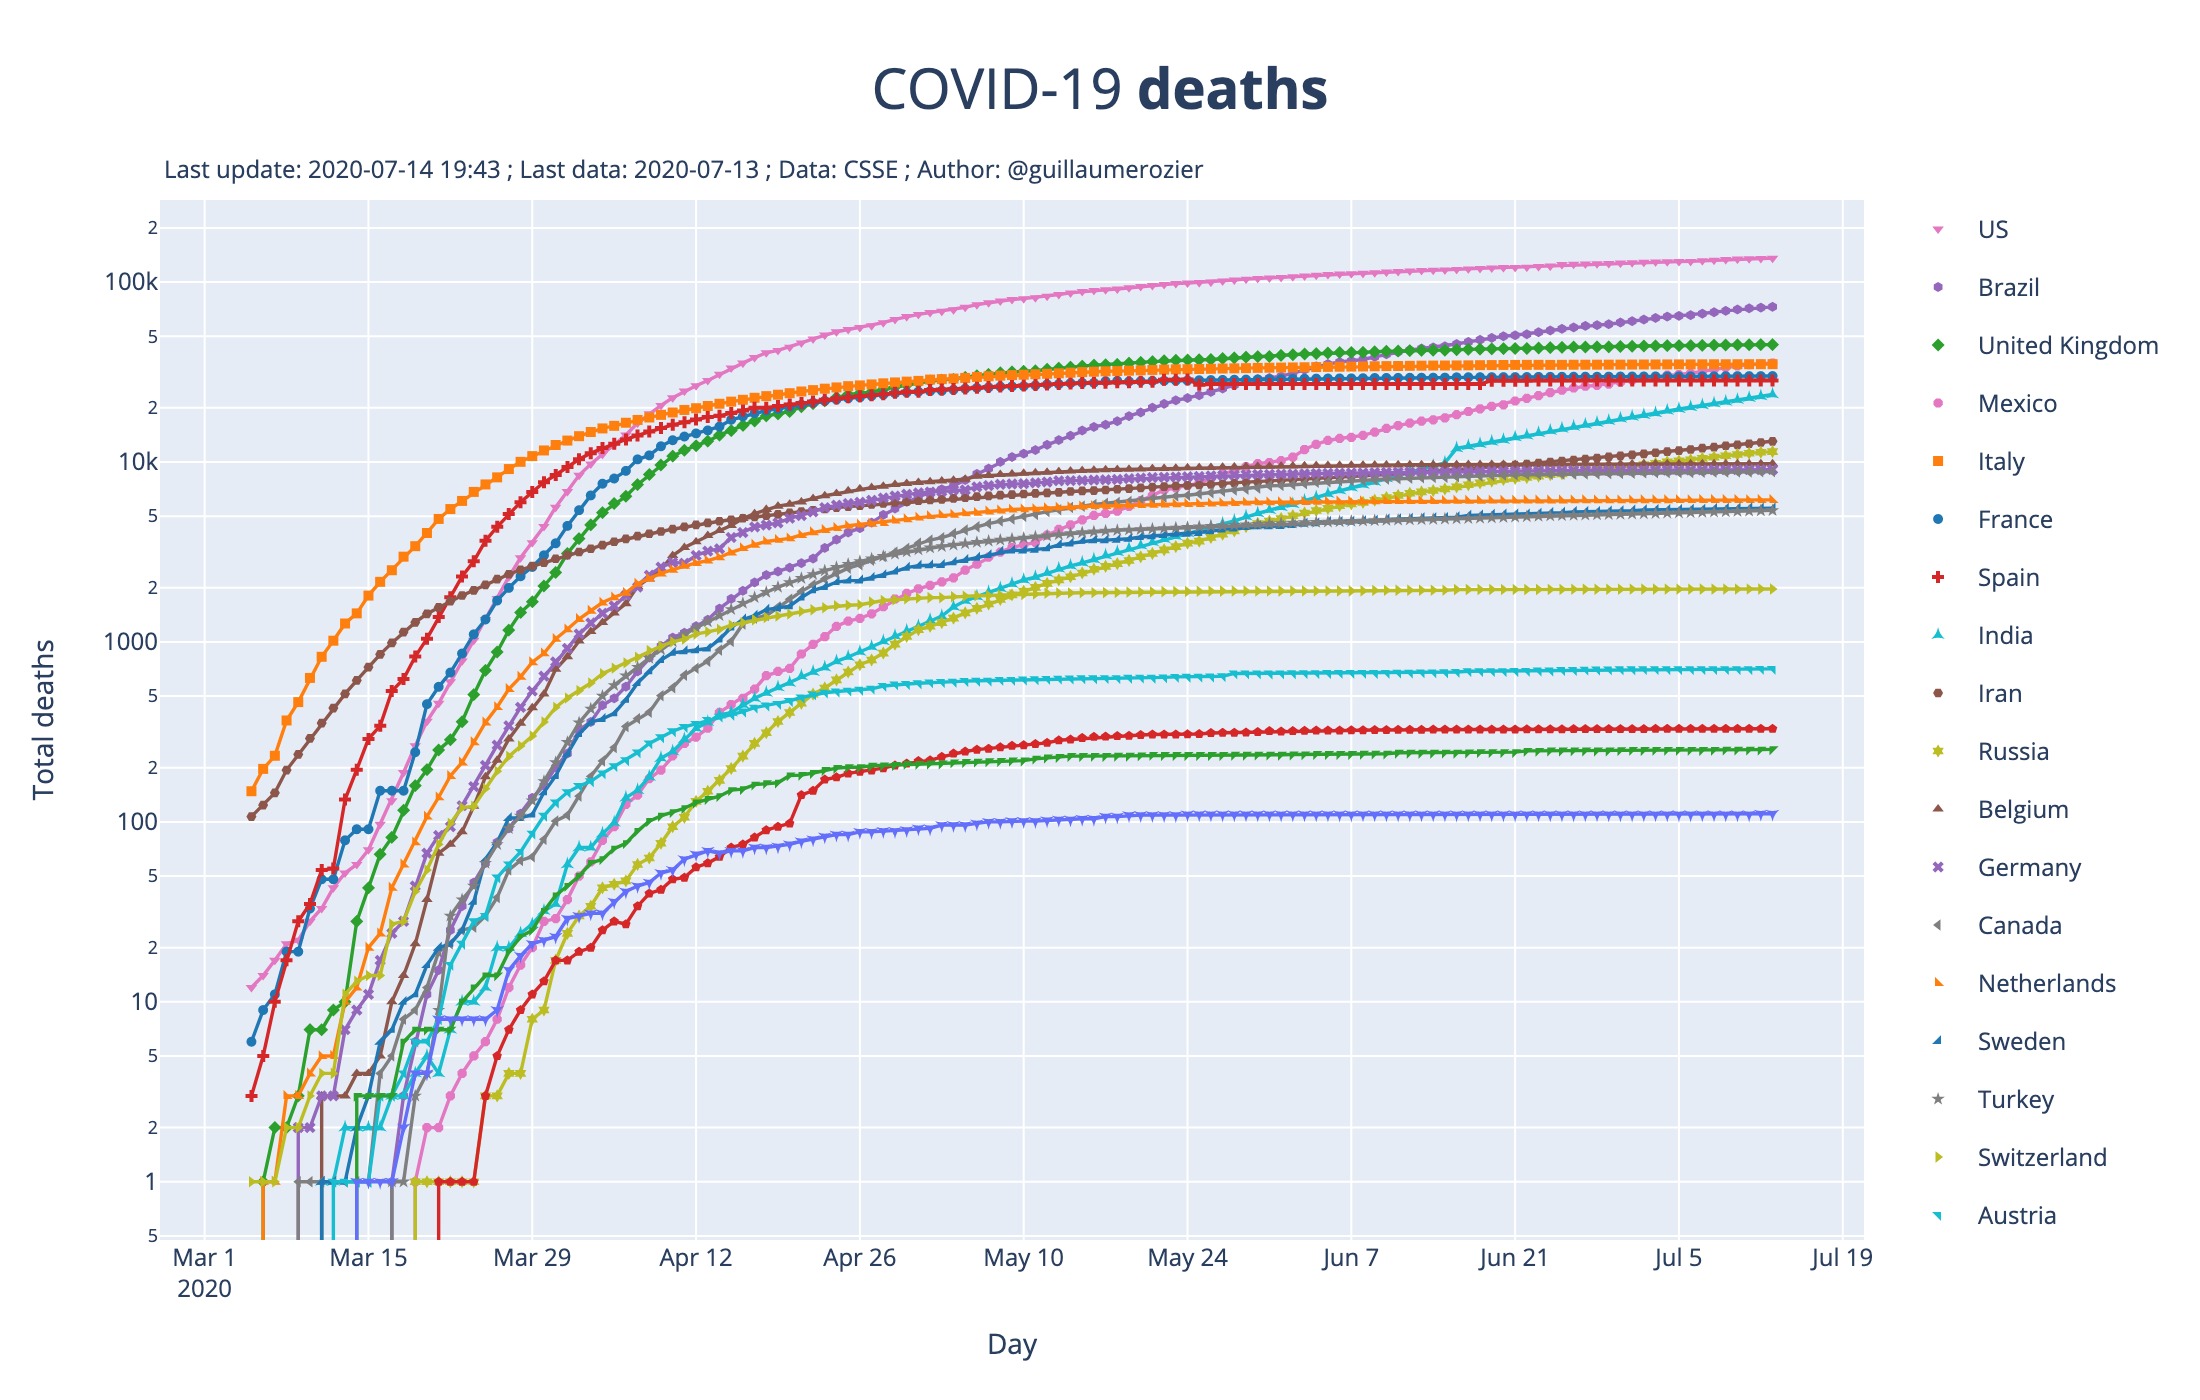 COVID-19 deaths
Last update: 2020-07-14 19:43 ; Last data: 2020-07-13 ; Data: CSSE ; Author: @guillaumerozier
Total deaths
2
100k
5
2
10k
5
2
1000
5
2
100
5
2
10
5
2
1
5
Mar 1
2020
Mar 15
Mar 29
Apr 12
Apr 26
May 10
May 24
Jun 7
Jun 21
Jul 5
Jul 19
Day
US
Brazil
United Kingdom
Mexico
Italy
France
Spain
India
Iran
Russia
Belgium
Germany
Canada
Netherlands
Sweden
Turkey
Switzerland
Austria